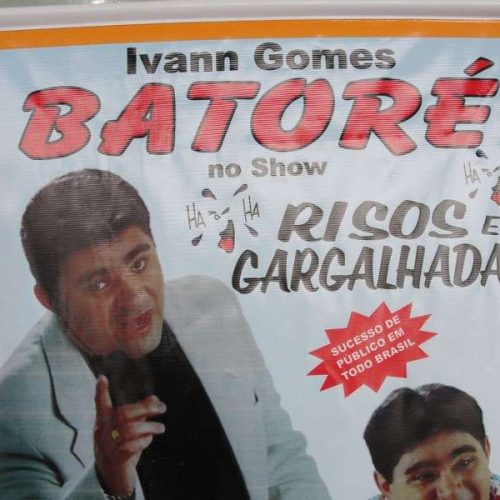 Ivann Gomes
BATORÉ
no Show
HA HA
HA
RISOS E
GARGALHADA
SUCESSO DE
PÚBLICO EM
TODO BRASIL